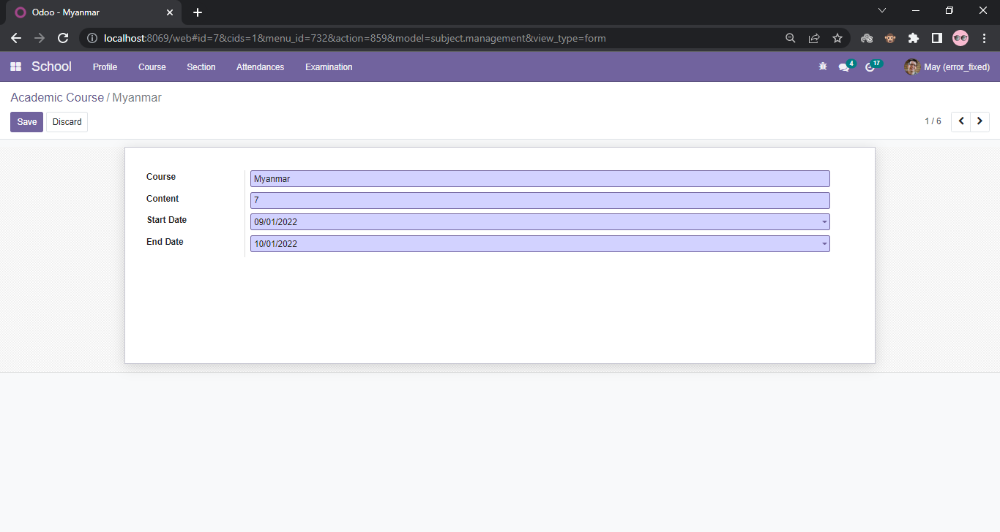 Odoo - Myanmar
localhost:8069/web#id=7&cids=1&menu_id=732&action=859&model=subject.management&view_type=form
School Profile Course Section Attendances Examination 4 17 May (error_fixed)
Academic Course / Myanmar
Save Discard 1 / 6
Course Myanmar
Content 7
Start Date 09/01/2022
End Date 10/01/2022